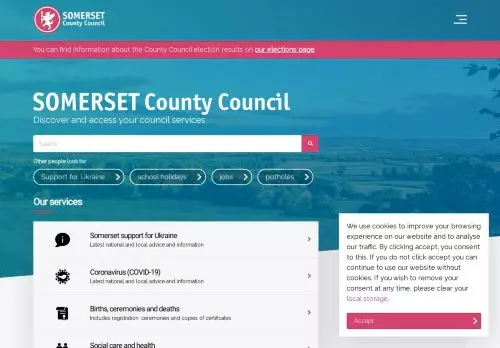 SOMERSET
County Council
You can find information about the County Council election results on our elections page.
SOMERSET County Council
Discover and access your council services
Search
Other people look for
Support for Ukraine
school holidays
jobs
potholes
Our services
Somerset support for Ukraine
Latest national and local advice and information
Coronavirus (COVID-19)
Latest national and local advice and information
Births, ceremonies and deaths
Includes registration, ceremonies and copies of certificates
Social care and health
We use cookies to improve your browsing
experience on our website and to analyse
our traffic. By clicking accept, you consent
to this. If you do not click accept you can
continue to use our website without
cookies. If you wish to remove your
consent at any time, please clear your
local storage.
Accept